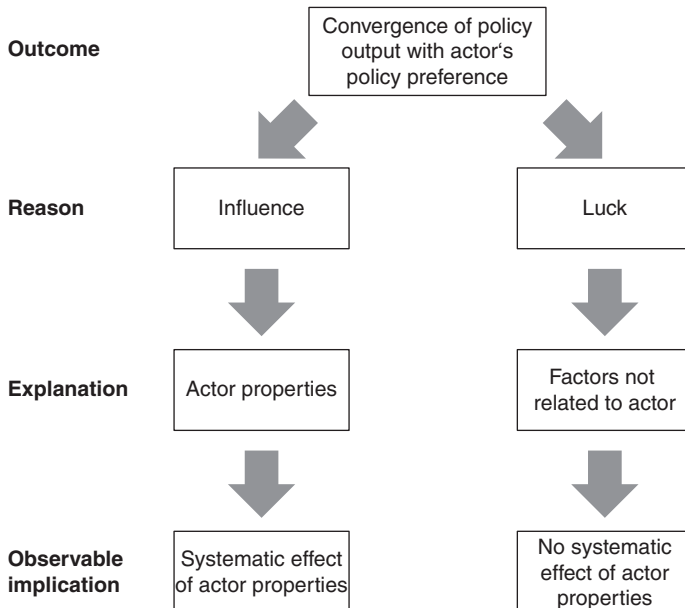 Outcome
Convergence of policy
output with actor‘s
policy preference
Reason
Influence
Luck
Explanation
Actor properties
Factors not
related to actor
Observable
implication
Systematic effect
of actor properties
No systematic
effect of actor
properties